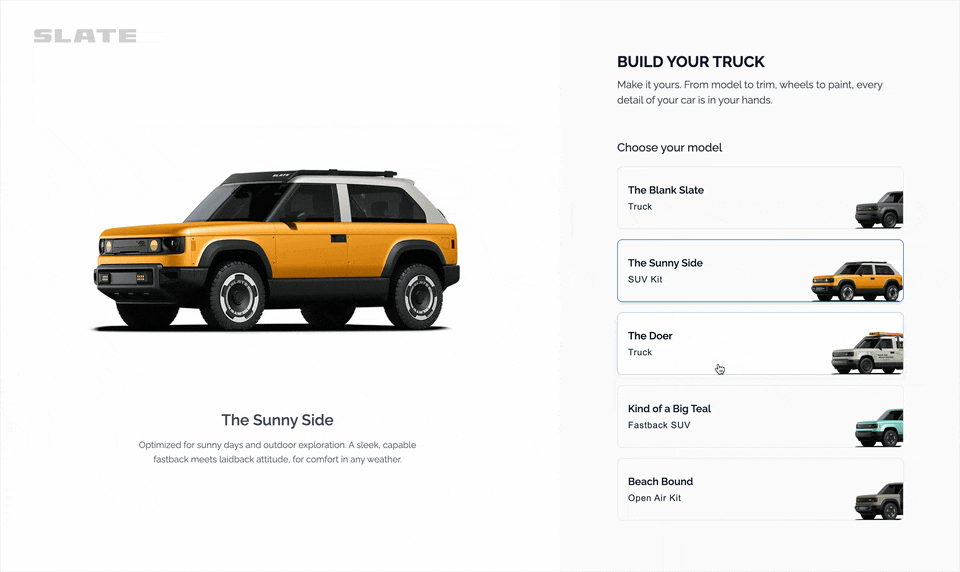 SLATE
BUILD YOUR TRUCK
Make it yours. From model to trim, wheels to paint, every
detail of your car is in your hands.
Choose your model
The Blank Slate
Truck
SLATE
The Sunny Side
SUV Kit
The Doer
Truck
Kind of a Big Teal
Fastback SUV
The Sunny Side
Optimized for sunny days and outdoor exploration. A sleek, capable
fastback meets laidback attitude, for comfort in any weather.
Beach Bound
Open Air Kit